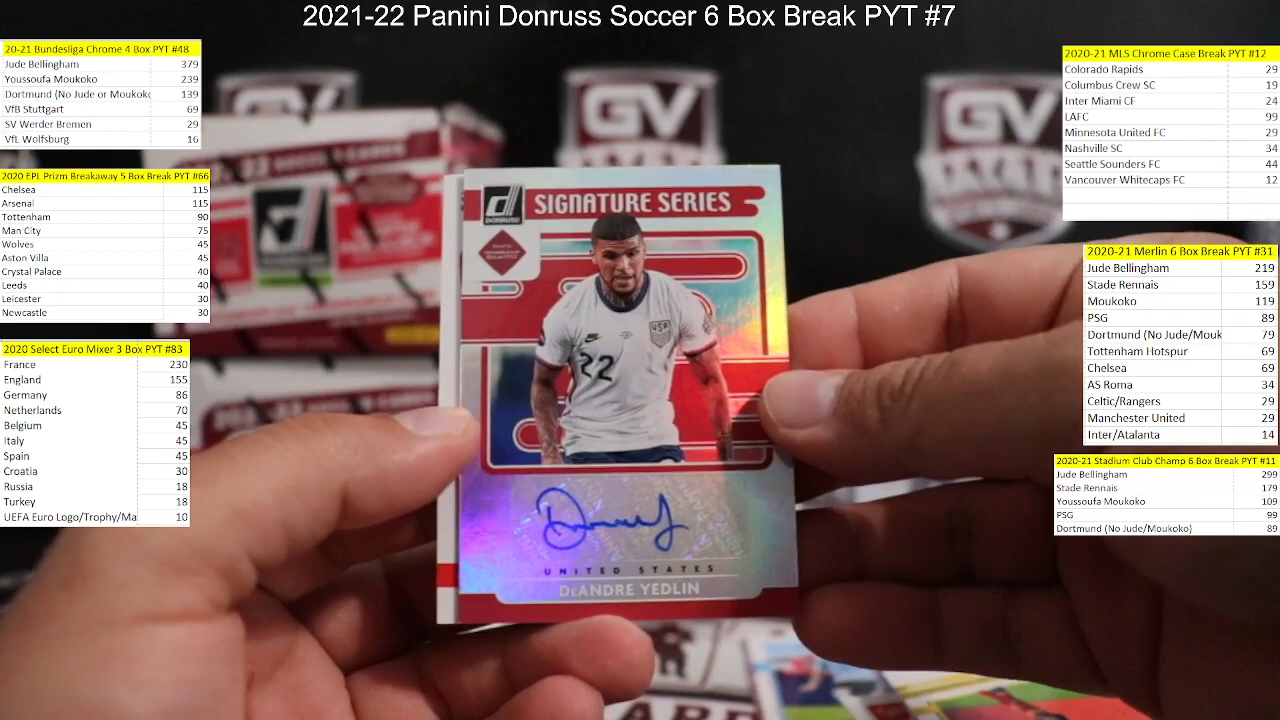 2021-22 Panini Donruss Soccer 6 Box Break PYT #7
20-21 Bundesliga Chrome 4 Box PYT #48
Jude Bellingham 379
Youssoufa Moukoko 239
Dortmund (No Jude or Moukoko 139
VfB Stuttgart 69
SV Werder Bremen 29
VfL Wolfsburg 16
2020 EPL Prizm Breakaway 5 Box Break PYT #66
Chelsea 115
Arsenal 115
Tottenham 90
Man City 75
Wolves 45
Aston Villa 45
Crystal Palace 40
Leeds 40
Leicester 30
Newcastle 30
2020 Select Euro Mixer 3 Box PYT #83
France 230
England 155
Germany 86
Netherlands 70
Belgium 45
Italy 45
Spain 45
Croatia 30
Russia 18
Turkey 18
UEFA Euro Logo/Trophy/Ma 10
GV
GV
GV
DONRUSS
SIGNATURE SERIES
USA
22
UNITED STATES
DeANDRE YEDLIN
2020-21 MLS Chrome Case Break PYT #12
Colorado Rapids 29
Columbus Crew SC 19
Inter Miami CF 24
LAFC 99
Minnesota United FC 29
Nashville SC 34
Seattle Sounders FC 44
Vancouver Whitecaps FC 12
2020-21 Merlin 6 Box Break PYT #31
Jude Bellingham 219
Stade Rennais 159
Moukoko 119
PSG 89
Dortmund (No Jude/Mouk 79
Tottenham Hotspur 69
Chelsea 69
AS Roma 34
Celtic/Rangers 29
Manchester United 29
Inter/Atalanta 14
2020-21 Stadium Club Champ 6 Box Break PYT #11
Jude Bellingham 299
Stade Rennais 179
Youssoufa Moukoko 109
PSG 99
Dortmund (No Jude/Moukoko) 89